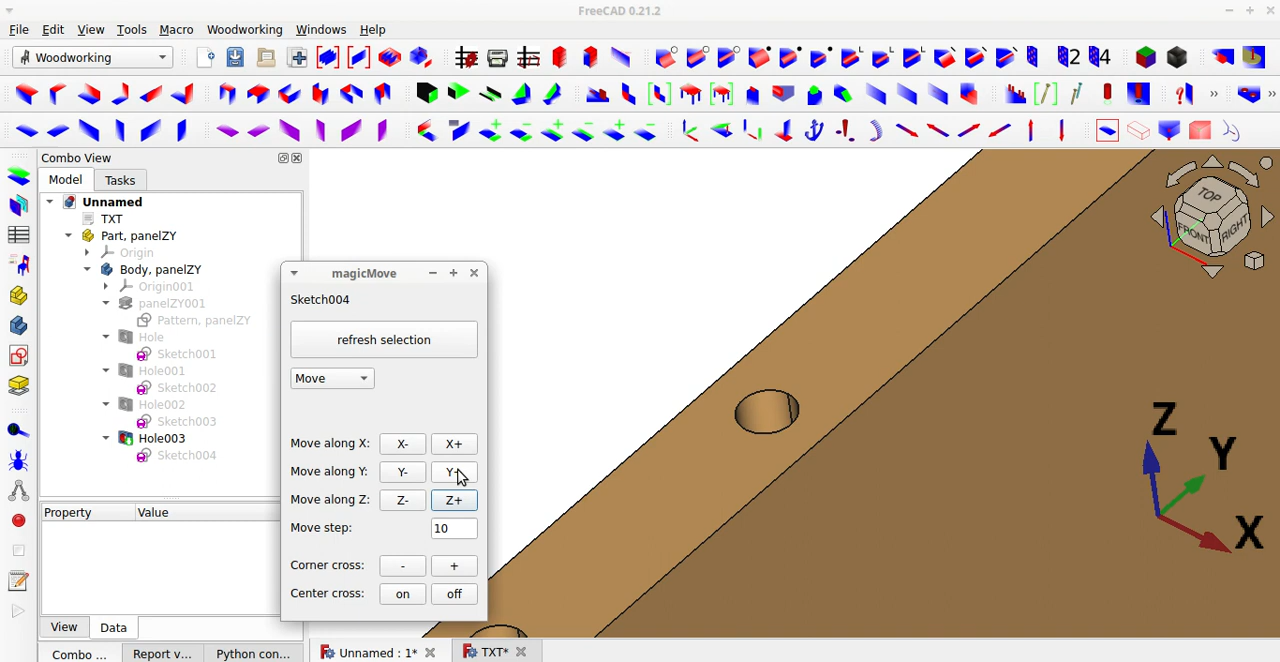 FreeCAD 0.21.2
File Edit View Tools Macro Woodworking Windows Help
Woodworking
2 4
Combo View
Model Tasks
Unnamed
TXT
Part, panelZY
Origin
Body, panelZY
Origin001
panelZY001
Pattern, panelZY
Hole
Sketch001
Hole001
Sketch002
Hole002
Sketch003
Hole003
Sketch004
Property Value
View Data
Combo ... Report v... Python con...
magicMove
Sketch004
refresh selection
Move
Move along X: X- X+
Move along Y: Y-
Move along Z: Z- Z+
Move step: 10
Corner cross: - +
Center cross: on off
TOP
FRONT RIGHT
Z
Y
X
Unnamed : 1* TXT*